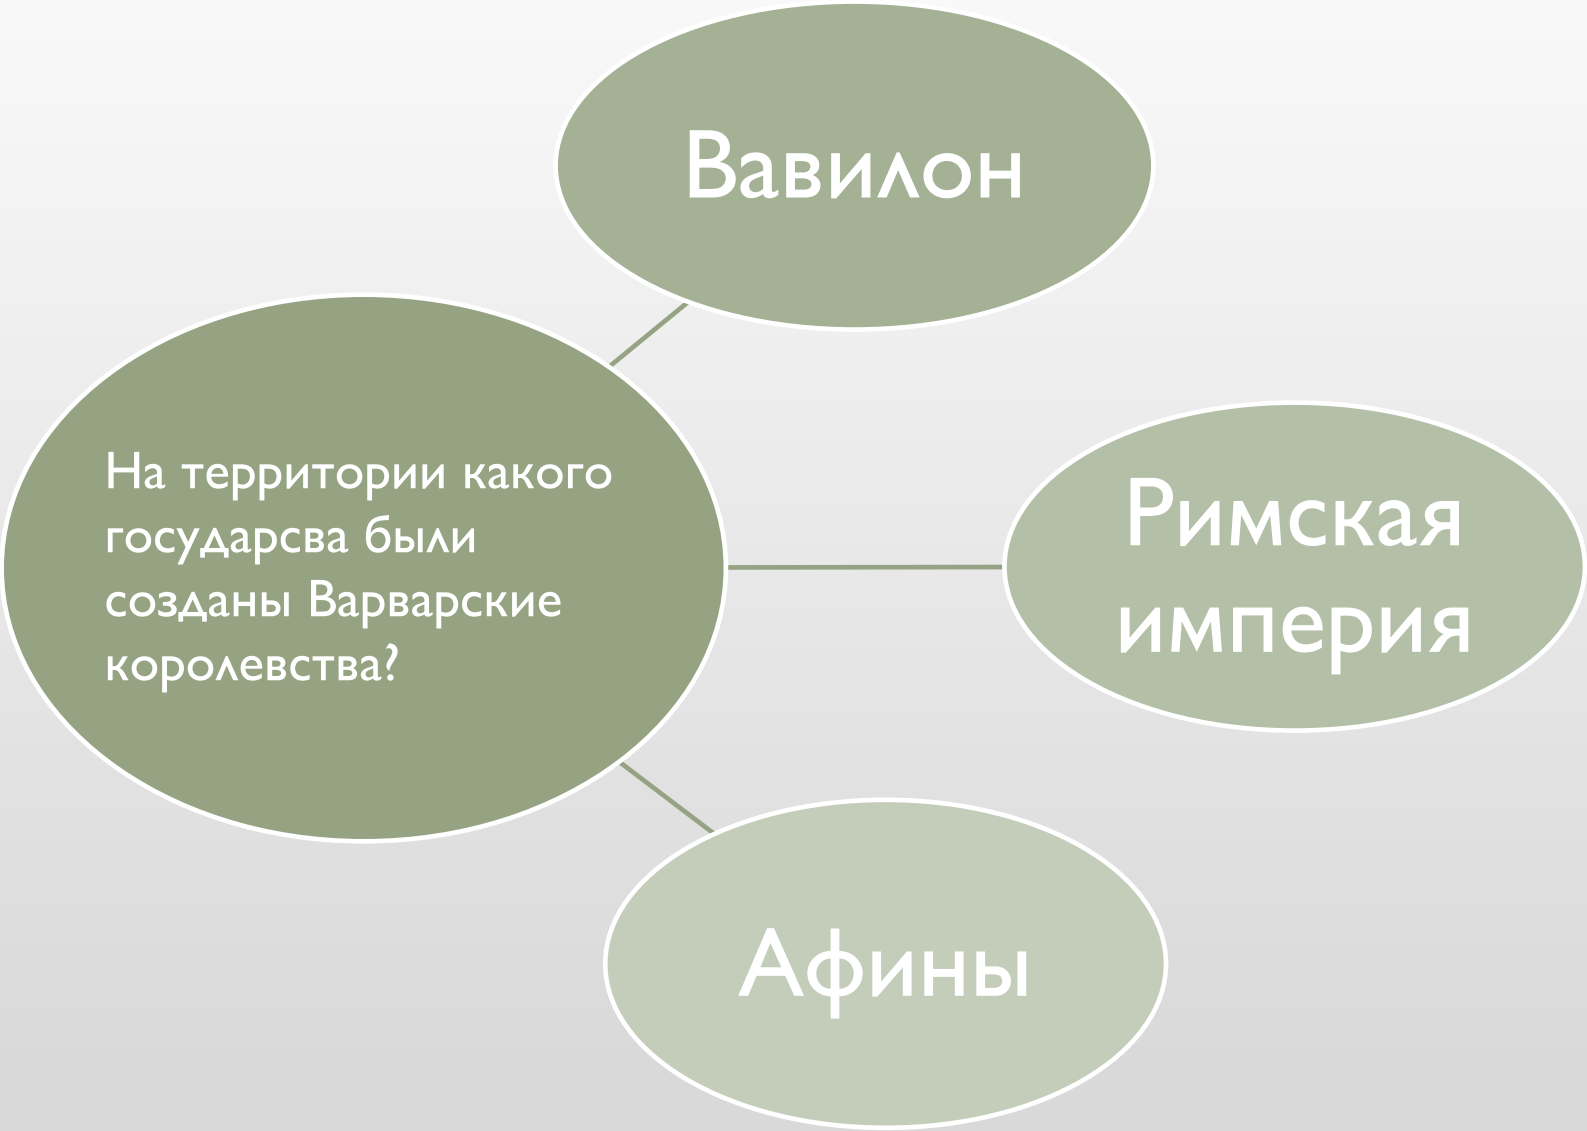 Вавилон
На территории какого
государсва были
созданы Варварские
королевства?
Римская
империя
Афины